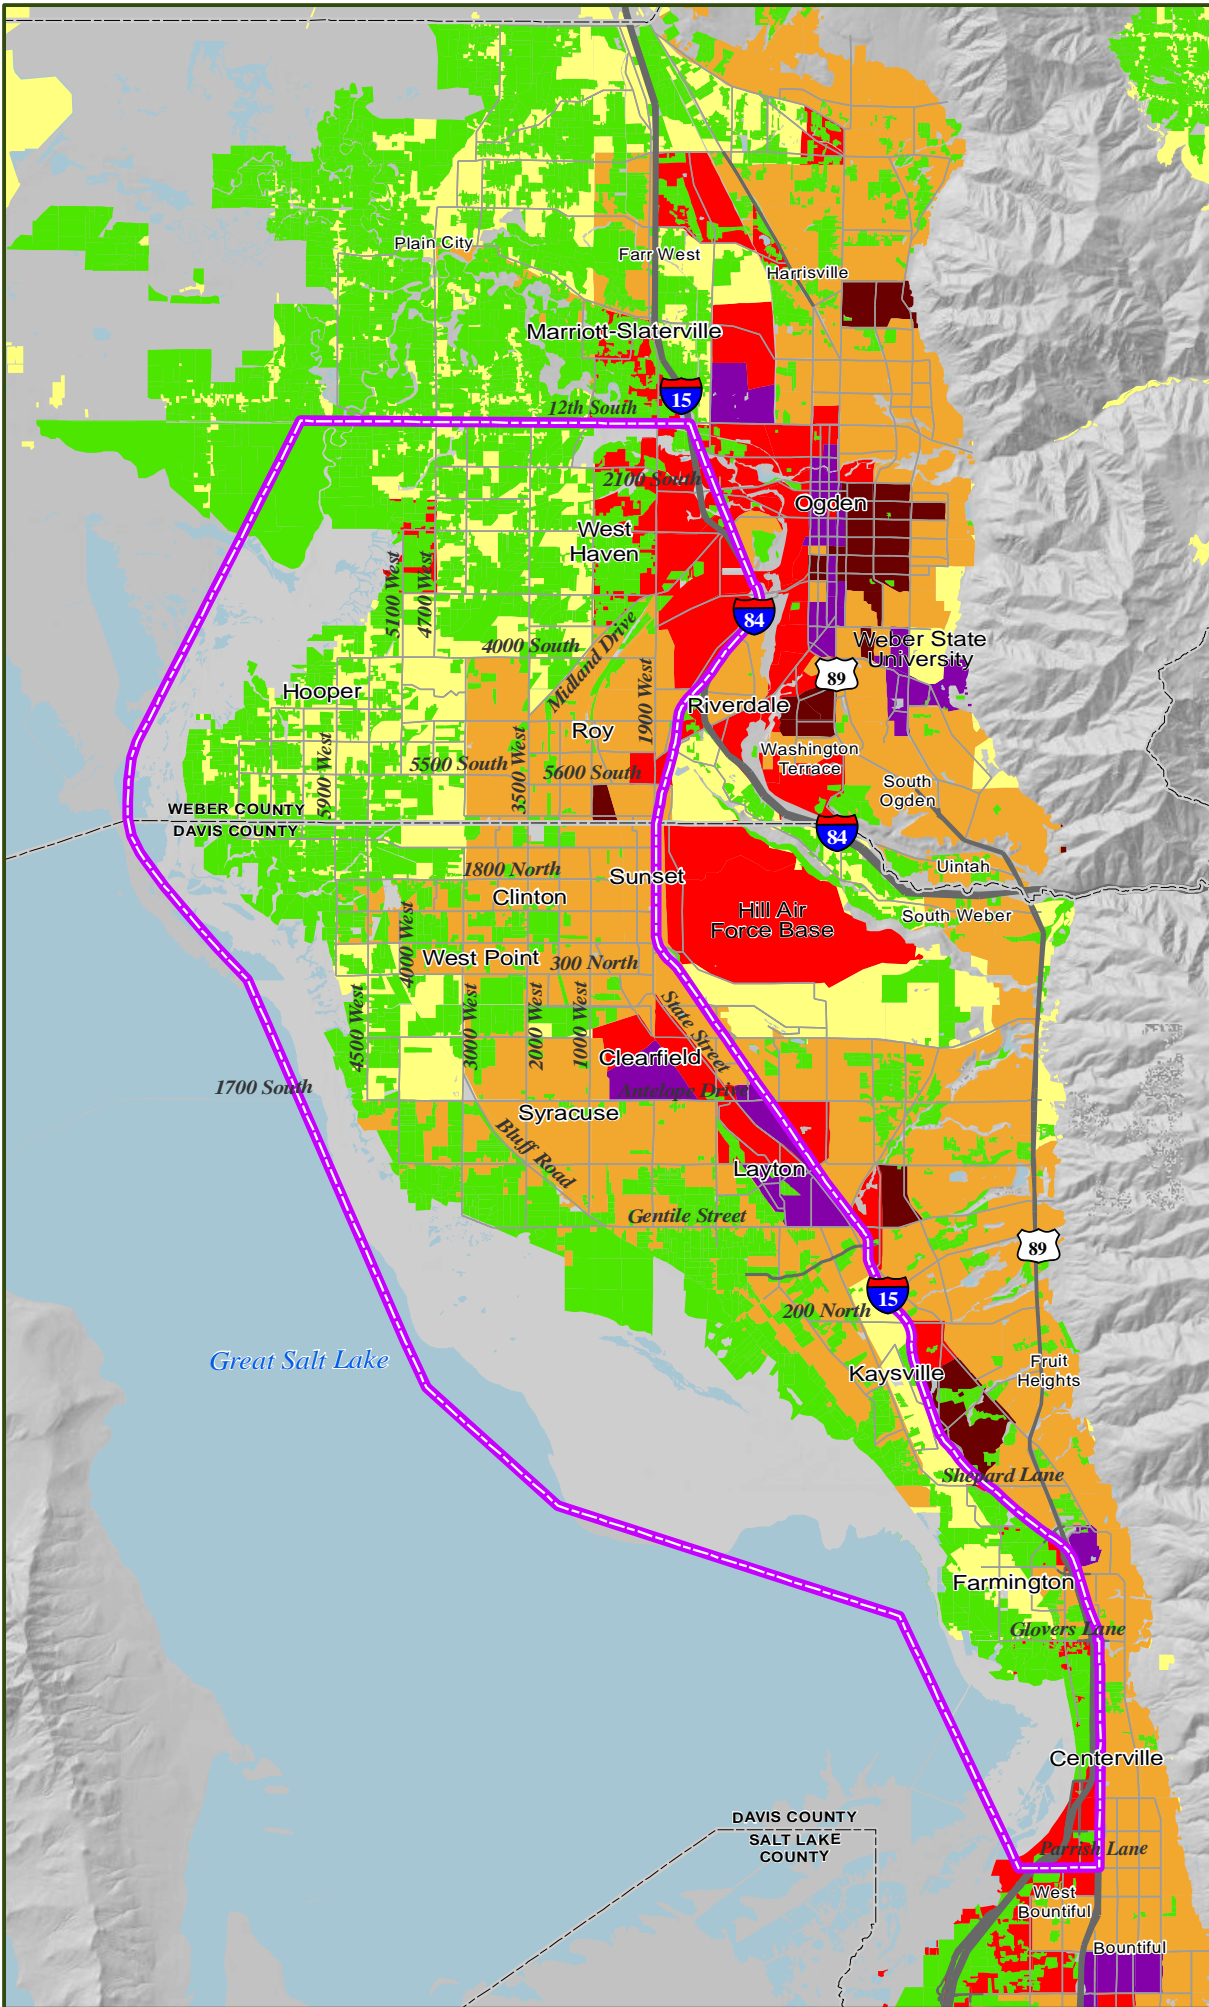 Plain City
Farr West
Harrisville
Marriott-Slaterville
15
12th South
2100 South
Ogden
West
Haven
5100 West
4700 West
84
4000 South
Midland Drive
Weber State
University
89
Hooper
1900 West
Riverdale
Roy
5900 West
3500 West
5500 South
5600 South
Washington
Terrace
South
Ogden
WEBER COUNTY
DAVIS COUNTY
84
1800 North
Sunset
Uintah
Clinton
Hill Air
Force Base
South Weber
4000 West
West Point
300 North
4500 West
3000 West
2000 West
1000 West
State Street
Clearfield
1700 South
Antelope Drive
Syracuse
Bluff Road
Layton
Gentile Street
89
15
200 North
Great Salt Lake
Kaysville
Fruit
Heights
Shepard Lane
Farmington
Glovers Lane
Centerville
DAVIS COUNTY
SALT LAKE
COUNTY
Parrish Lane
West
Bountiful
Bountiful